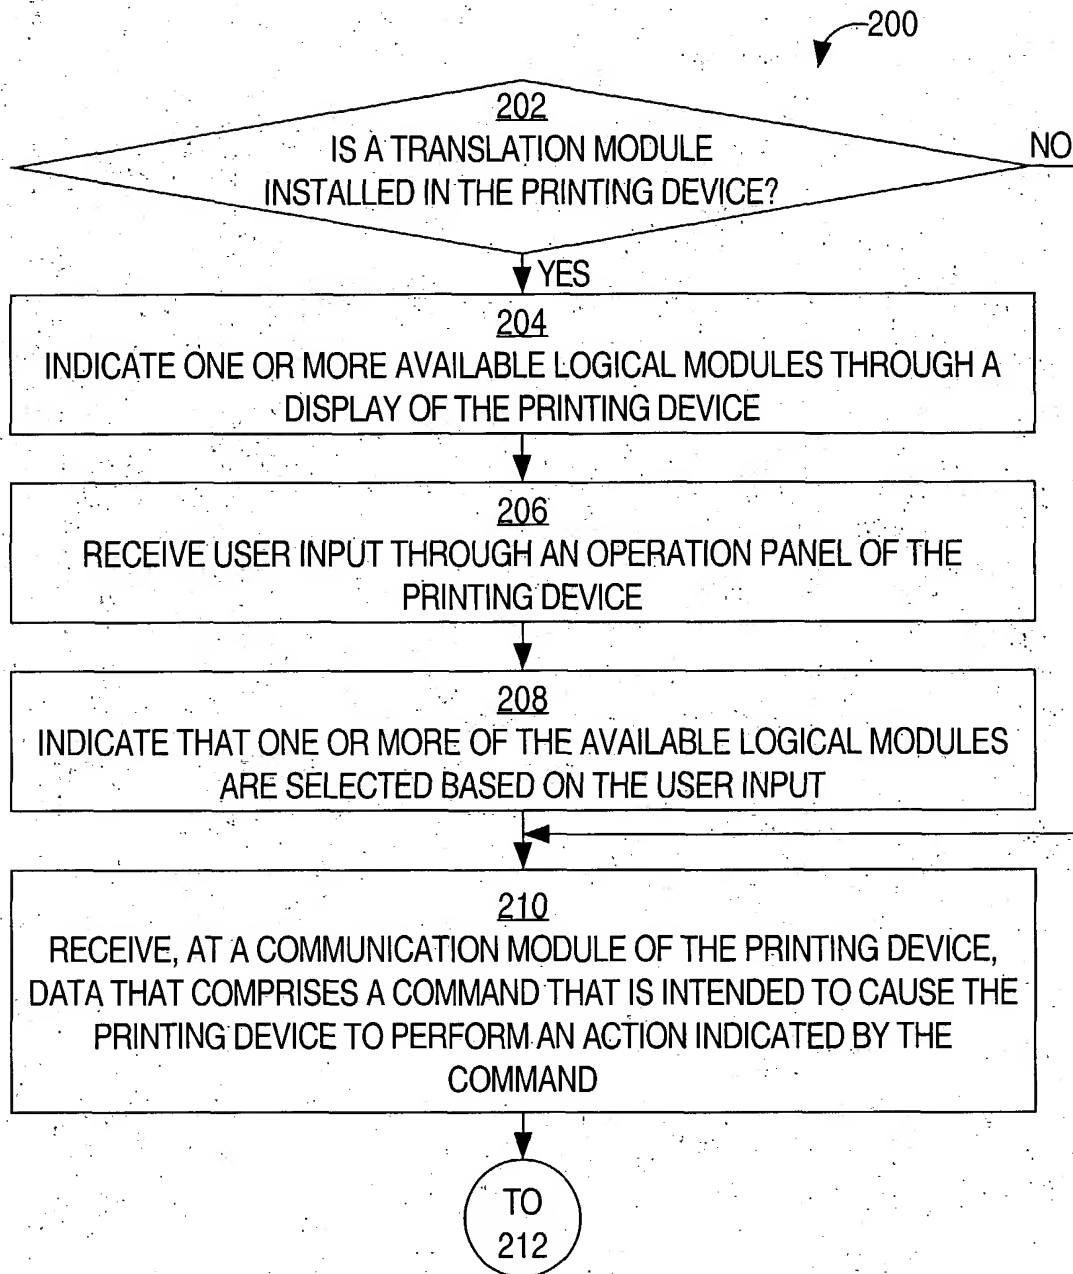 200
202
IS A TRANSLATION MODULE
INSTALLED IN THE PRINTING DEVICE?
NO
YES
204
INDICATE ONE OR MORE AVAILABLE LOGICAL MODULES THROUGH A
DISPLAY OF THE PRINTING DEVICE
206
RECEIVE USER INPUT THROUGH AN OPERATION PANEL OF THE
PRINTING DEVICE
208
INDICATE THAT ONE OR MORE OF THE AVAILABLE LOGICAL MODULES
ARE SELECTED BASED ON THE USER INPUT
210
RECEIVE, AT A COMMUNICATION MODULE OF THE PRINTING DEVICE,
DATA THAT COMPRISES A COMMAND THAT IS INTENDED TO CAUSE THE
PRINTING DEVICE TO PERFORM AN ACTION INDICATED BY THE
COMMAND
TO
212